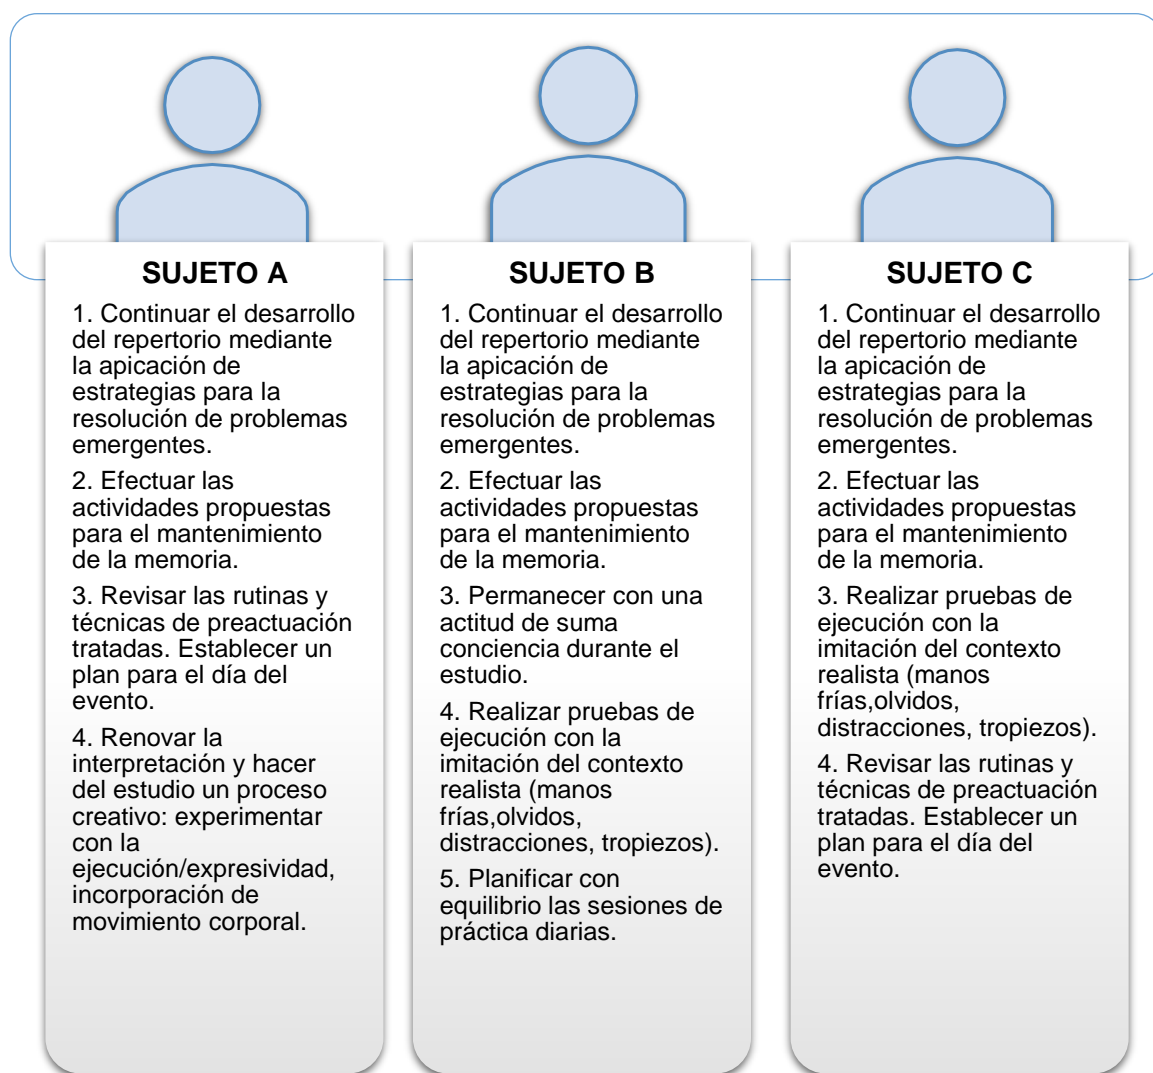 SUJETO A
1. Continuar el desarrollo
del repertorio mediante
la apicación de
estrategias para la
resolución de problemas
emergentes.
2. Efectuar las
actividades propuestas
para el mantenimiento
de la memoria.
3. Revisar las rutinas y
técnicas de preactuación
tratadas. Establecer un
plan para el día del
evento.
4. Renovar la
interpretación y hacer
del estudio un proceso
creativo: experimentar
con la
ejecución/expresividad,
incorporación de
movimiento corporal.
SUJETO B
1. Continuar el desarrollo
del repertorio mediante
la apicación de
estrategias para la
resolución de problemas
emergentes.
2. Efectuar las
actividades propuestas
para el mantenimiento
de la memoria.
3. Permanecer con una
actitud de suma
conciencia durante el
estudio.
4. Realizar pruebas de
ejecución con la
imitación del contexto
realista (manos
frías,olvidos,
distracciones, tropiezos).
5. Planificar con
equilibrio las sesiones de
práctica diarias.
SUJETO C
1. Continuar el desarrollo
del repertorio mediante
la apicación de
estrategias para la
resolución de problemas
emergentes.
2. Efectuar las
actividades propuestas
para el mantenimiento
de la memoria.
3. Realizar pruebas de
ejecución con la
imitación del contexto
realista (manos
frías,olvidos,
distracciones, tropiezos).
4. Revisar las rutinas y
técnicas de preactuación
tratadas. Establecer un
plan para el día del
evento.